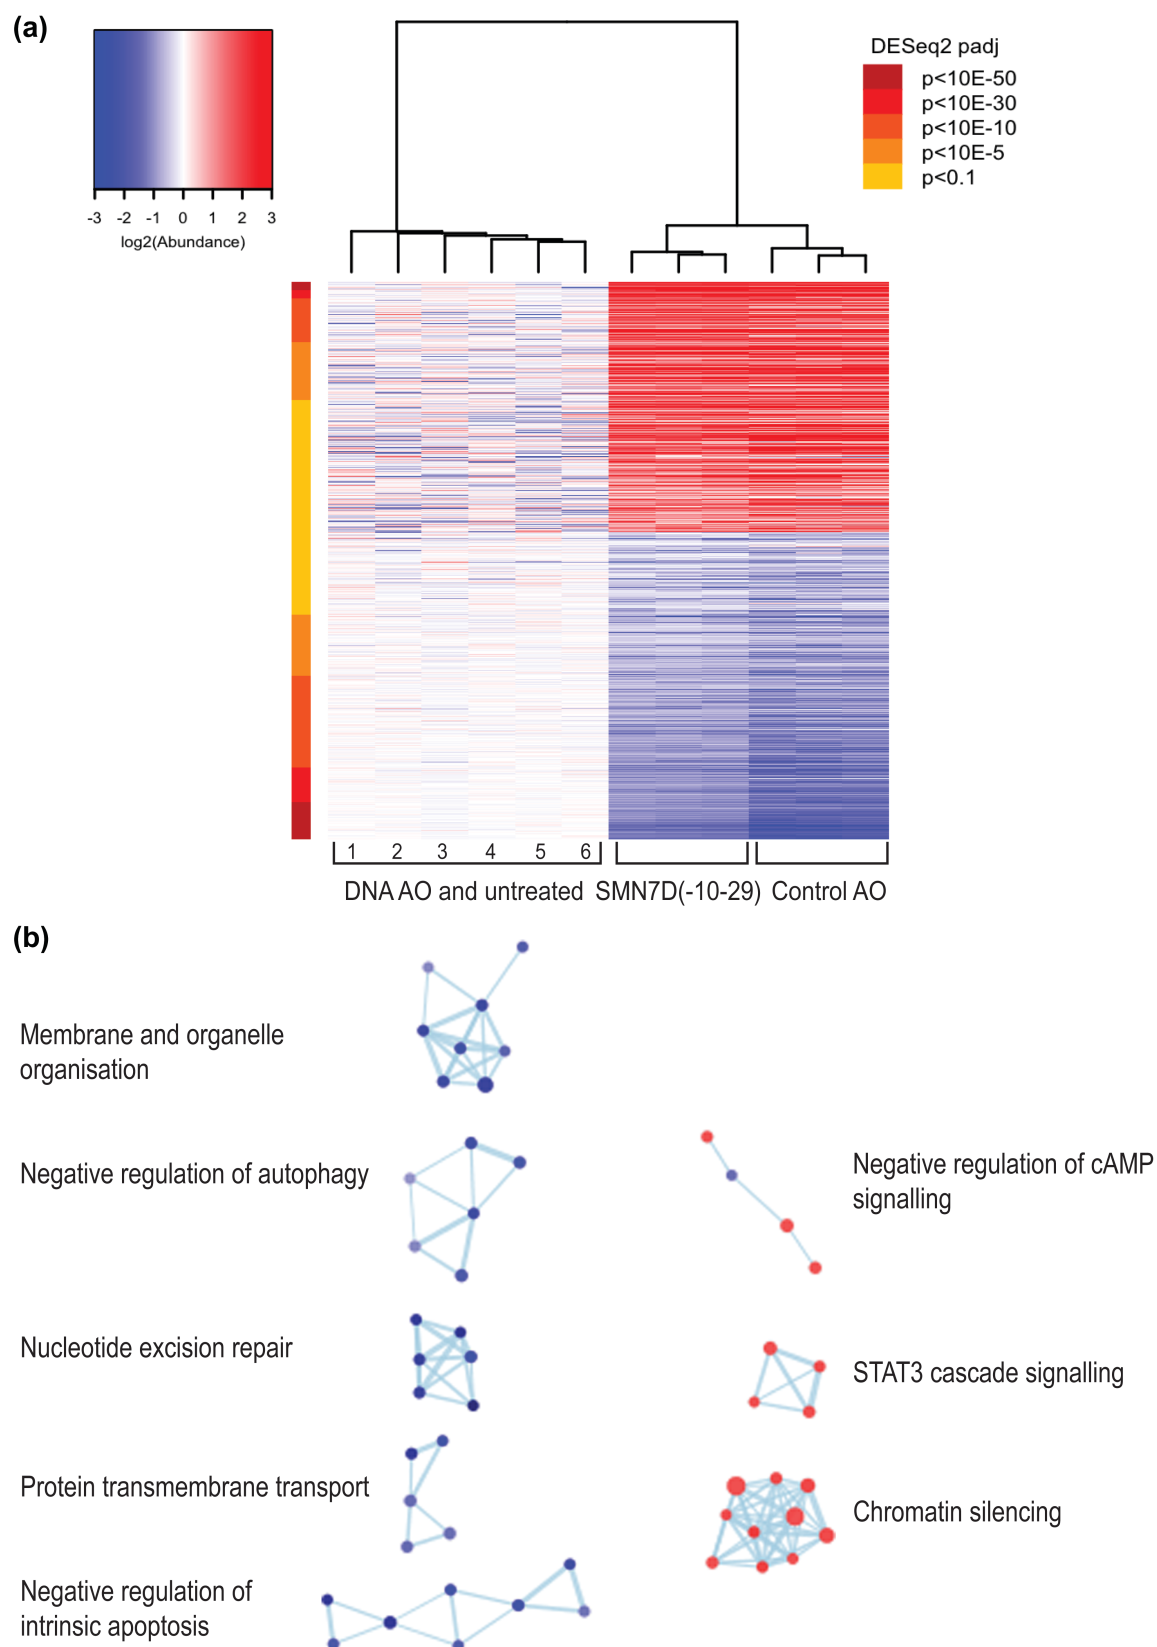 (a)
DESeq2 padj
p<10E-50
p<10E-30
p<10E-10
p<10E-5
p<0.1
-3 -2 -1 0 1 2 3
log2(Abundance)
1 2 3 4 5 6
DNA AO and untreated SMN7D(-10-29) Control AO
(b)
Membrane and organelle
organisation
Negative regulation of autophagy
Negative regulation of cAMP
signalling
Nucleotide excision repair
STAT3 cascade signalling
Protein transmembrane transport
Chromatin silencing
Negative regulation of
intrinsic apoptosis